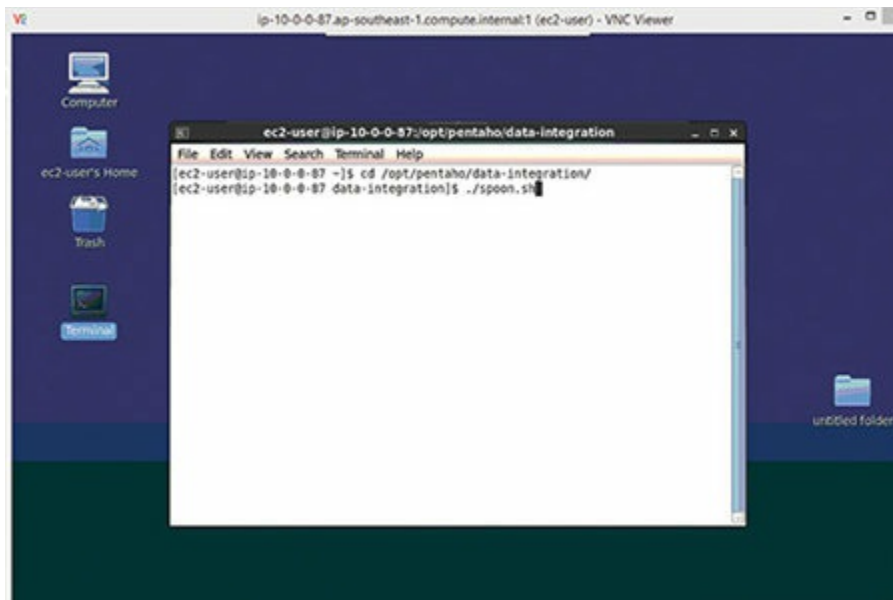 ip-10-0-0-87.ap-southeast-1.compute.internal:1 (ec2-user) - VNC Viewer
Computer
ec2-user's Home
Trash
Terminal
untitled folder
ec2-user@ip-10-0-0-87:/opt/pentaho/data-integration
File Edit View Search Terminal Help
[ec2-user@ip-10-0-0-87 ~]$ cd /opt/pentaho/data-integration/
[ec2-user@ip-10-0-0-87 data-integration]$ ./spoon.sh